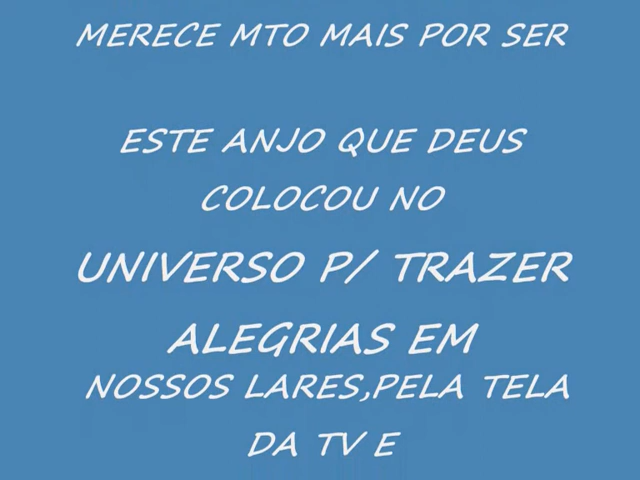 MERECE MTO MAIS POR SER
ESTE ANJO QUE DEUS
COLOCOU NO
UNIVERSO P/ TRAZER
ALEGRIAS EM
NOSSOS LARES,PELA TELA
DA TV E